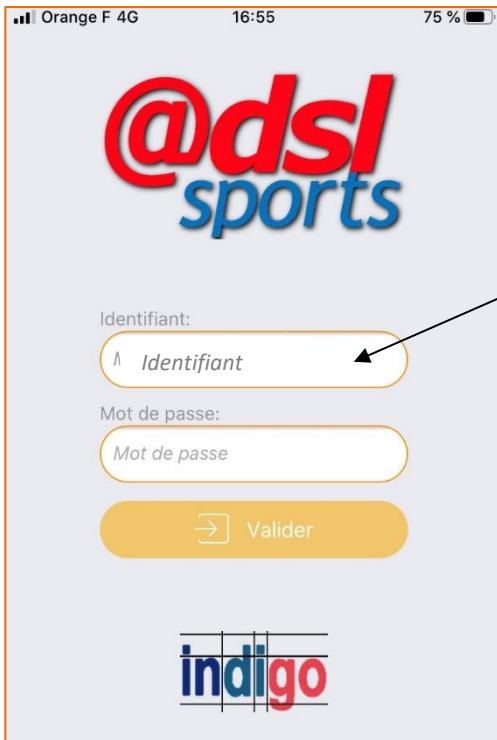 Orange F 4G 16:55 75 %
@dsl
sports
Identifiant:
Identifiant
Mot de passe:
Mot de passe
Valider
indigo